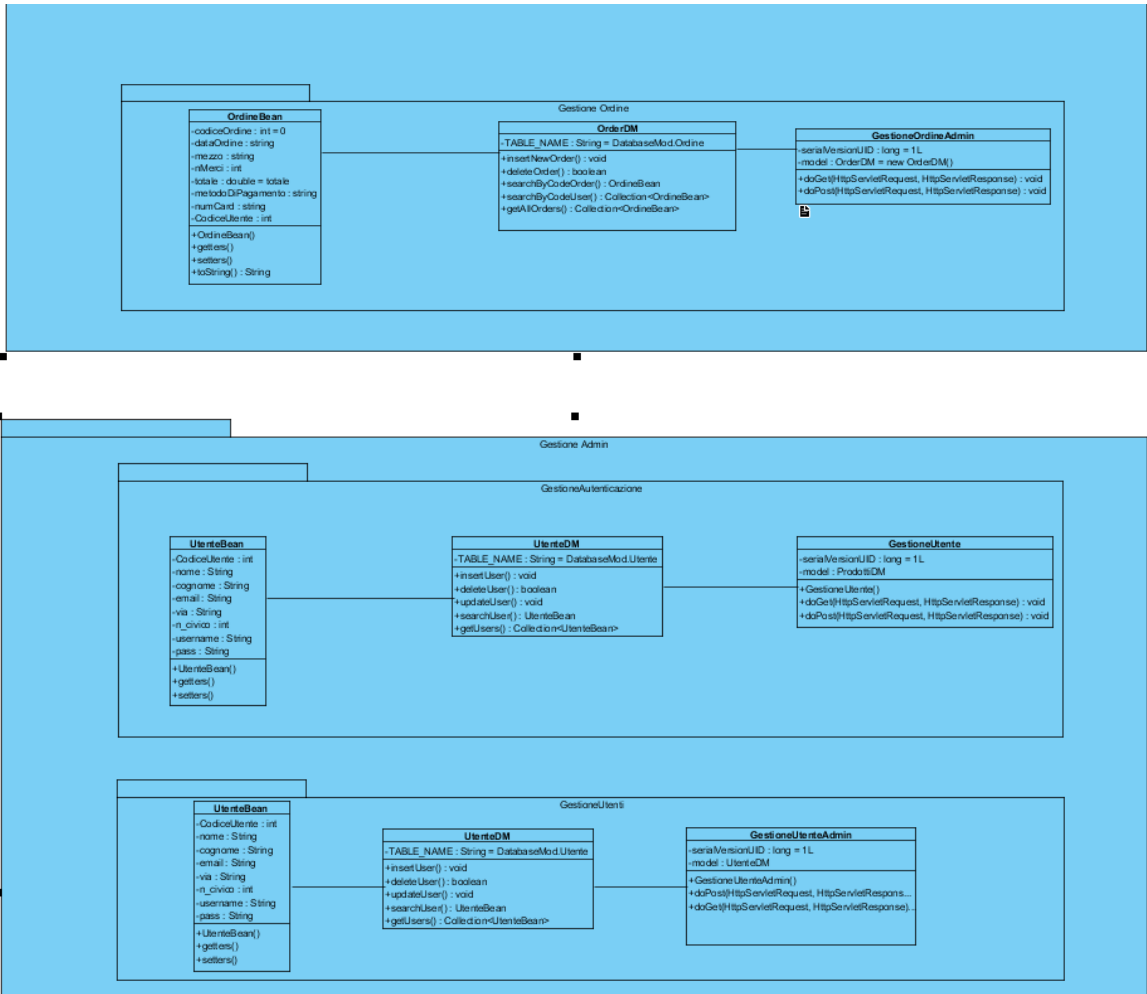 Gestione Ordine
OrdineBean
-codiceOrdine : int = 0
-dataOrdine : string
-mezzo : string
-nMerci : int
-totale : double = totale
-metodoDiPagamento : string
-numCard : string
-CodiceUtente : int
+OrdineBean()
+getters()
+setters()
+toString() : String
OrderDM
-TABLE_NAME : String = DatabaseMod.Ordine
+insertNewOrder() : void
+deleteOrder() : boolean
+searchByCodeOrder() : OrdineBean
+searchByCodeUser() : Collection<OrdineBean>
+getAllOrders() : Collection<OrdineBean>
GestioneOrdineAdmin
-serialVersionUID : long = 1L
-model : OrderDM = new OrderDM()
+doGet(HttpServletRequest, HttpServletResponse) : void
+doPost(HttpServletRequest, HttpServletResponse) : void
Gestione Admin
GestioneAutenticazione
UtenteBean
-CodiceUtente : int
-nome : String
-cognome : String
-email : String
-via : String
-n_civico : int
-username : String
-pass : String
+UtenteBean()
+getters()
+setters()
UtenteDM
-TABLE_NAME : String = DatabaseMod.Utente
+insertUser() : void
+deleteUser() : boolean
+updateUser() : void
+searchUser() : UtenteBean
+getUsers() : Collection<UtenteBean>
GestioneUtente
-serialVersionUID : long = 1L
-model : ProdottiDM
+GestioneUtente()
+doGet(HttpServletRequest, HttpServletResponse) : void
+doPost(HttpServletRequest, HttpServletResponse) : void
GestioneUtenti
UtenteBean
-CodiceUtente : int
-nome : String
-cognome : String
-email : String
-via : String
-n_civico : int
-username : String
-pass : String
+UtenteBean()
+getters()
+setters()
UtenteDM
-TABLE_NAME : String = DatabaseMod.Utente
+insertUser() : void
+deleteUser() : boolean
+updateUser() : void
+searchUser() : UtenteBean
+getUsers() : Collection<UtenteBean>
GestioneUtenteAdmin
-serialVersionUID : long = 1L
-model : UtenteDM
+GestioneUtenteAdmin()
+doPost(HttpServletRequest, HttpServletRespons...
+doGet(HttpServletRequest, HttpServletResponse)...